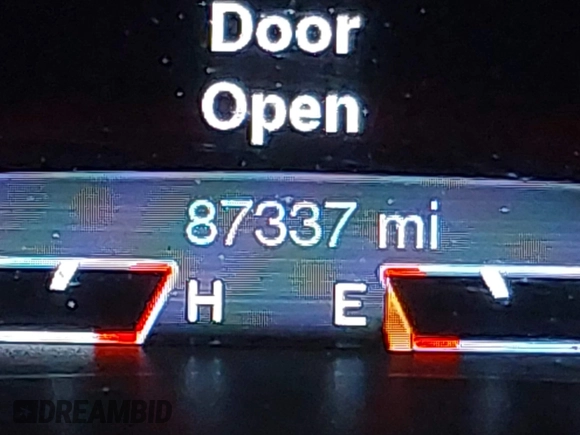 Door
Open
87337 mi
H E
DREAMBID